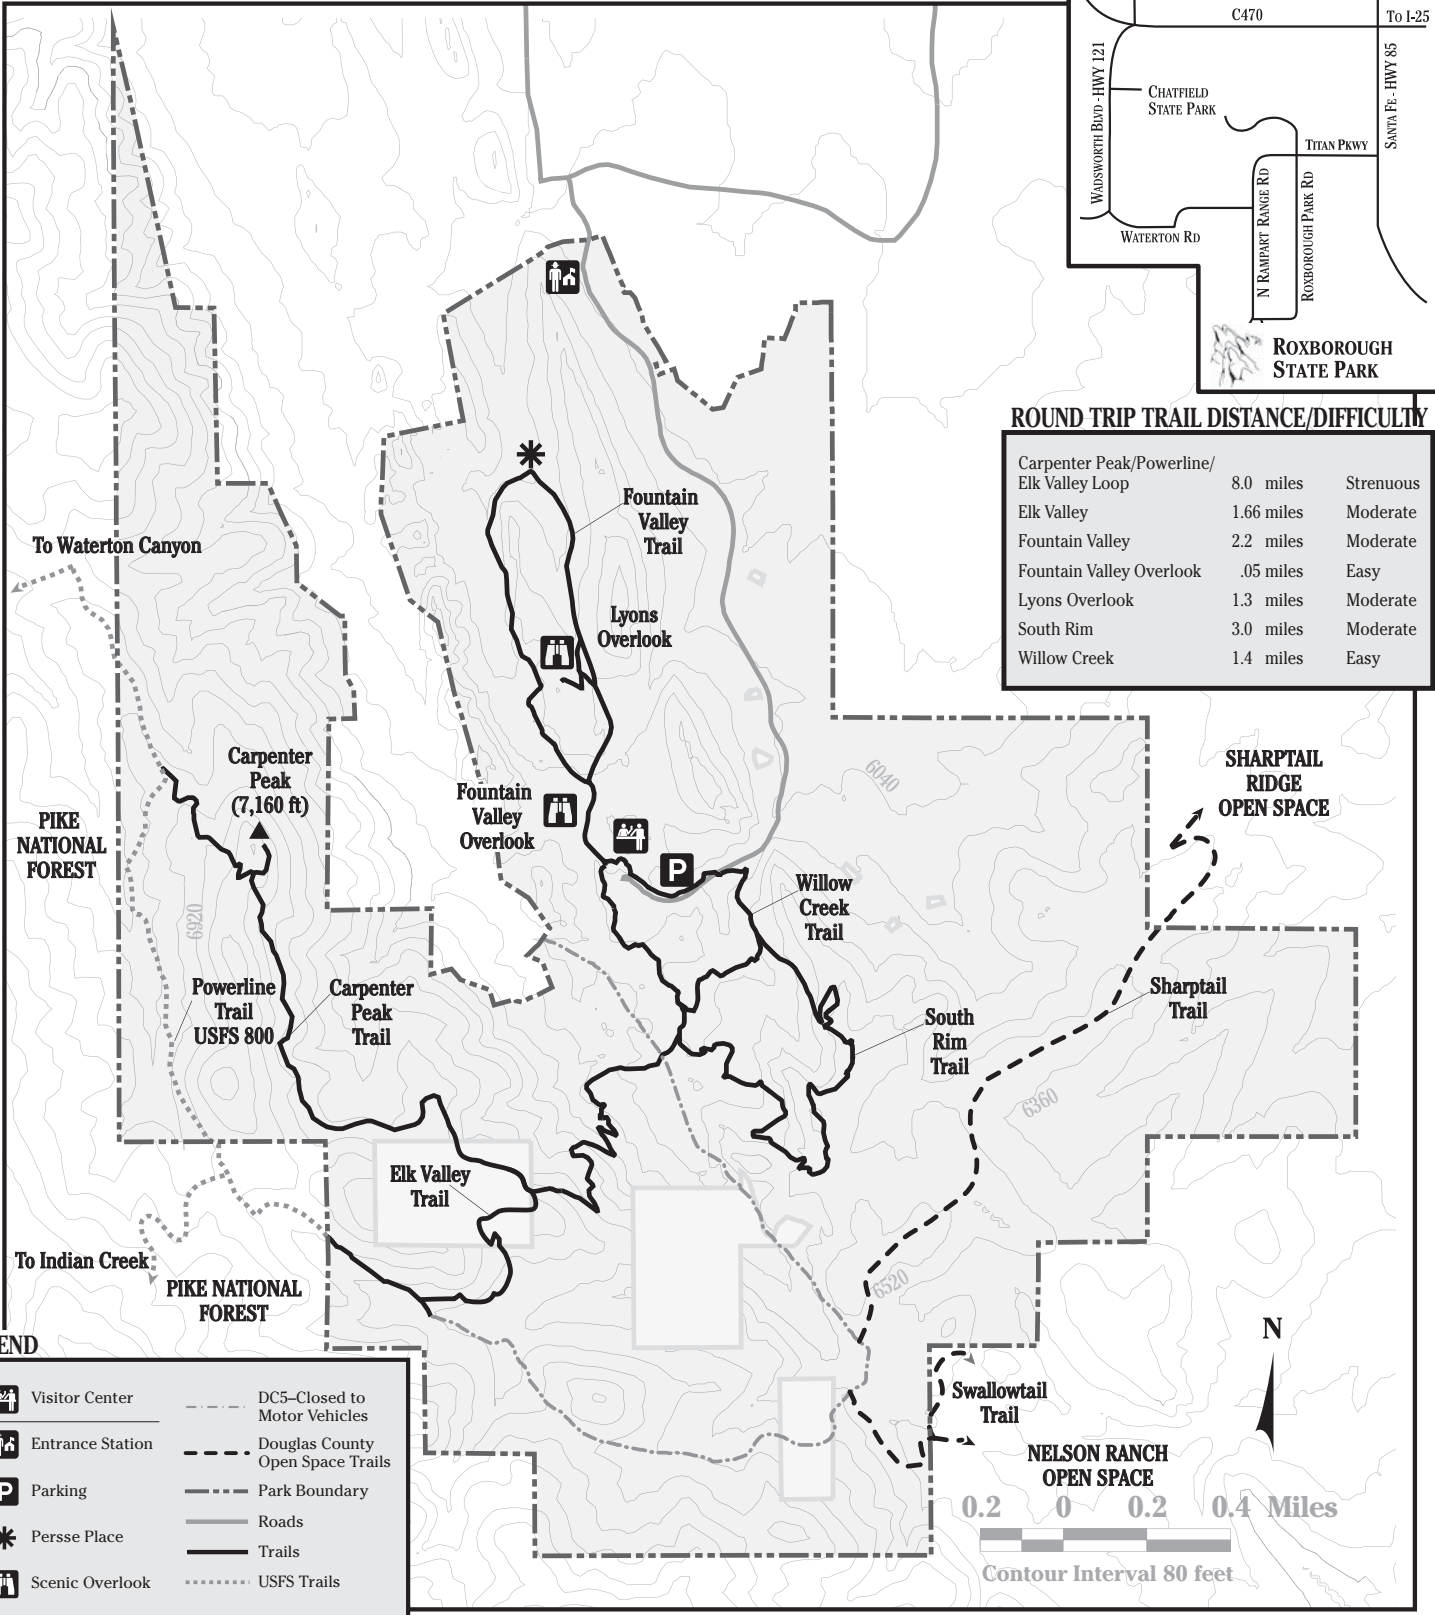 C470
TO I-25
WADSWORTH BLVD - HWY 121
SANTA FE - HWY 85
CHATFIELD
STATE PARK
TITAN PKWY
N RAMPART RANGE RD
ROXBOROUGH PARK RD
WATERTON RD
ROXBOROUGH
STATE PARK
ROUND TRIP TRAIL DISTANCE/DIFFICULTY
Carpenter Peak/Powerline/
Elk Valley Loop 8.0 miles Strenuous
Elk Valley 1.66 miles Moderate
Fountain Valley 2.2 miles Moderate
Fountain Valley Overlook .05 miles Easy
Lyons Overlook 1.3 miles Moderate
South Rim 3.0 miles Moderate
Willow Creek 1.4 miles Easy
Fountain
Valley
Trail
To Waterton Canyon
Lyons
Overlook
Carpenter
Peak
(7,160 ft)
6040
SHARPTAIL
RIDGE
OPEN SPACE
Fountain
Valley
Overlook
PIKE
NATIONAL
FOREST
P
Willow
Creek
Trail
6920
Powerline
Trail
USFS 800
Carpenter
Peak
Trail
Sharptail
Trail
South
Rim
Trail
6360
Elk Valley
Trail
To Indian Creek
PIKE NATIONAL
FOREST
6520
N
Swallowtail
Trail
NELSON RANCH
OPEN SPACE
0.2 0 0.2 0.4 Miles
Contour Interval 80 feet
END
Visitor Center
Entrance Station
P Parking
Persse Place
Scenic Overlook
DC5–Closed to
Motor Vehicles
Douglas County
Open Space Trails
Park Boundary
Roads
Trails
USFS Trails